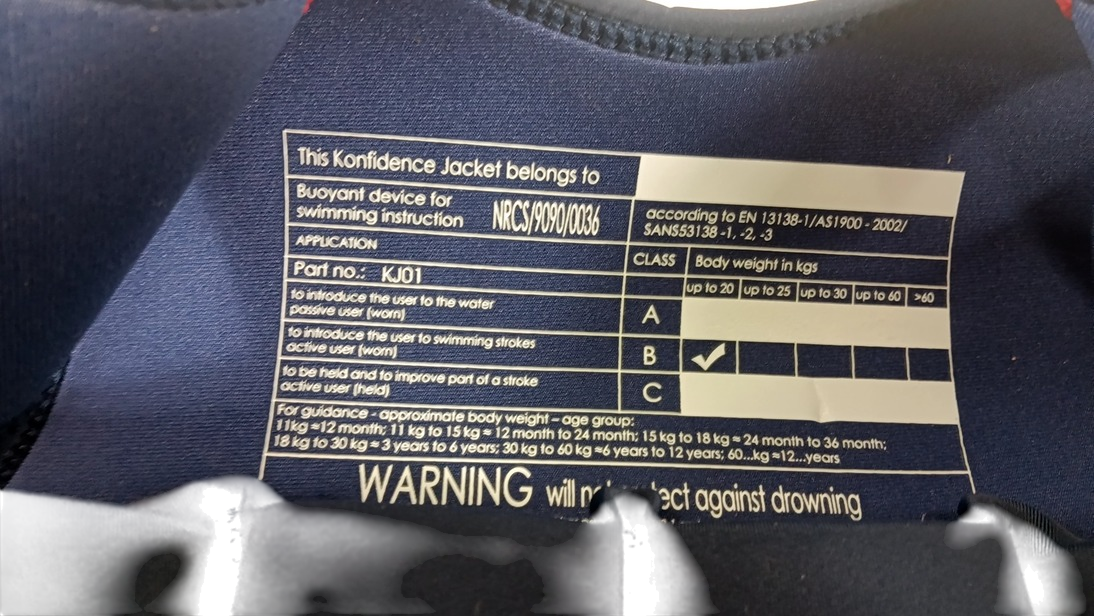 This Konfidence Jacket belongs to
Buoyant device for
swimming instruction NRCS/9090/0036
according to EN 13138-1/AS1900 - 2002/
SANS53138 -1, -2, -3
APPLICATION
CLASS Body weight in kgs
Part no.: KJ01
up to 20 up to 25 up to 30 up to 60 >60
to introduce the user to the water
passive user (worn)
A
to introduce the user to swimming strokes
active user (worn)
B ✓
to be held and to improve part of a stroke
active user (held)
C
For guidance - approximate body weight – age group:
11kg ≈12 month; 11 kg to 15 kg ≈ 12 month to 24 month; 15 kg to 18 kg ≈ 24 month to 36 month;
18 kg to 30 kg ≈ 3 years to 6 years; 30 kg to 60 kg ≈6 years to 12 years; 60...kg ≈12...years
WARNING will against drowning